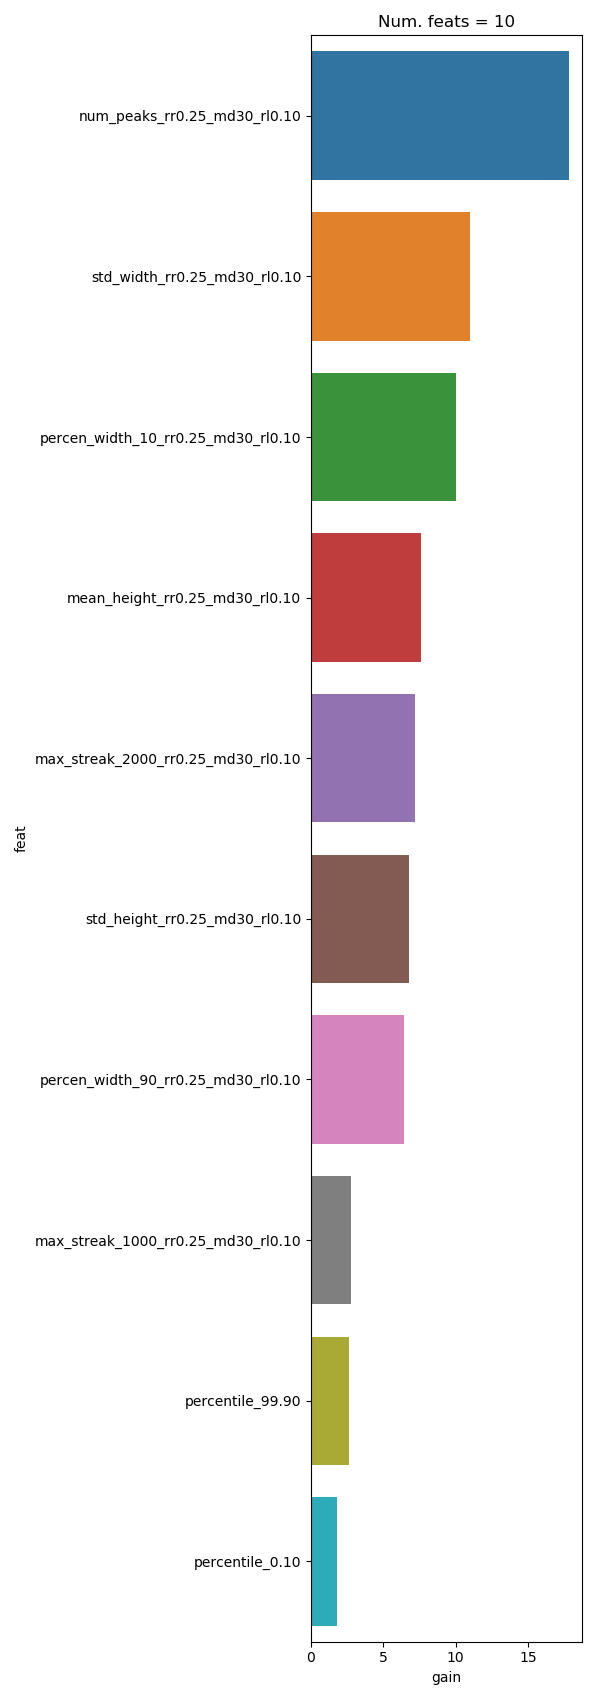 Num. feats = 10
num_peaks_rr0.25_md30_rl0.10
std_width_rr0.25_md30_rl0.10
percen_width_10_rr0.25_md30_rl0.10
mean_height_rr0.25_md30_rl0.10
max_streak_2000_rr0.25_md30_rl0.10
feat
std_height_rr0.25_md30_rl0.10
percen_width_90_rr0.25_md30_rl0.10
max_streak_1000_rr0.25_md30_rl0.10
percentile_99.90
percentile_0.10
0 5 10 15
gain